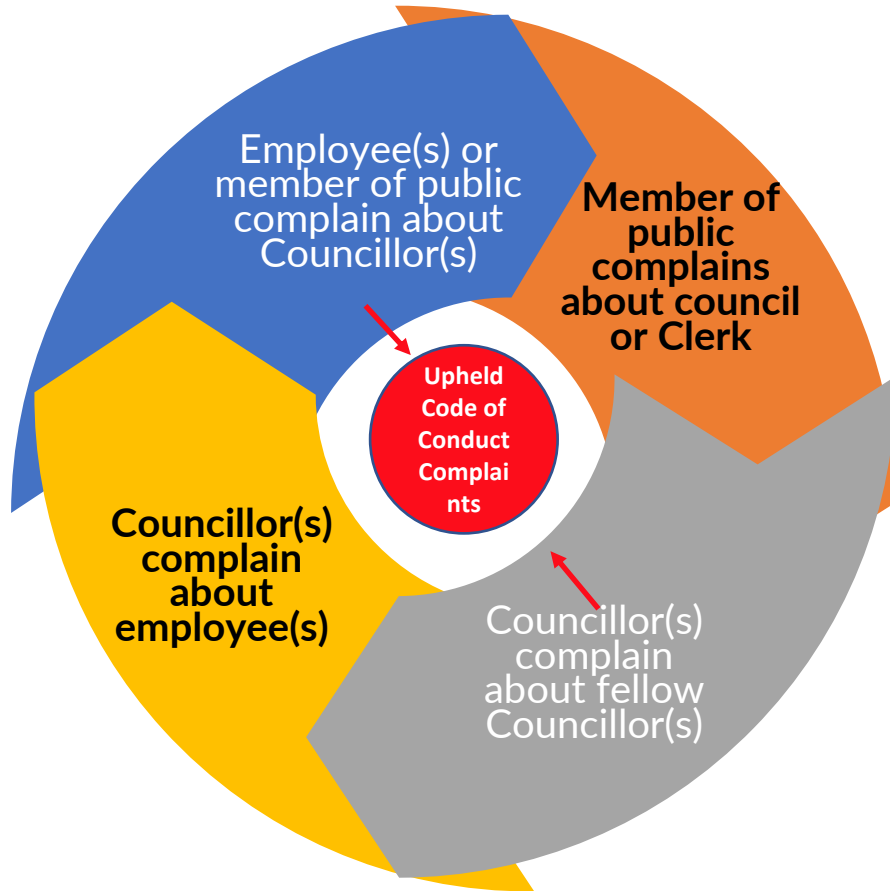 Employee(s) or
member of public
complain about
Councillor(s)
Member of
public
complains
about council
or Clerk
Upheld
Code of
Conduct
Complai
nts
Councillor(s)
complain
about
employee(s)
Councillor(s)
complain
about fellow
Councillor(s)